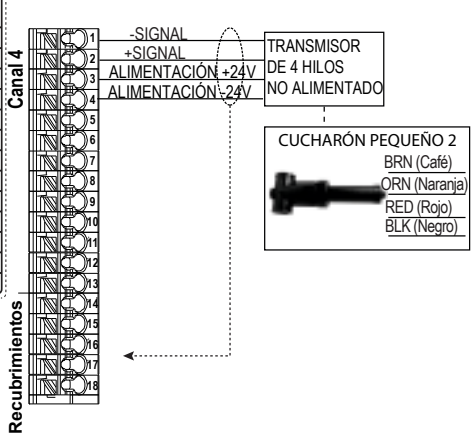 Canal 4
Recubrimientos
1 -SIGNAL
2 +SIGNAL
3 ALIMENTACIÓN +24V
4 ALIMENTACIÓN -24V
5
6
7
8
9
10
11
12
13
14
15
16
17
18
TRANSMISOR
DE 4 HILOS
NO ALIMENTADO
CUCHARÓN PEQUEÑO 2
BRN (Café)
ORN (Naranja)
RED (Rojo)
BLK (Negro)